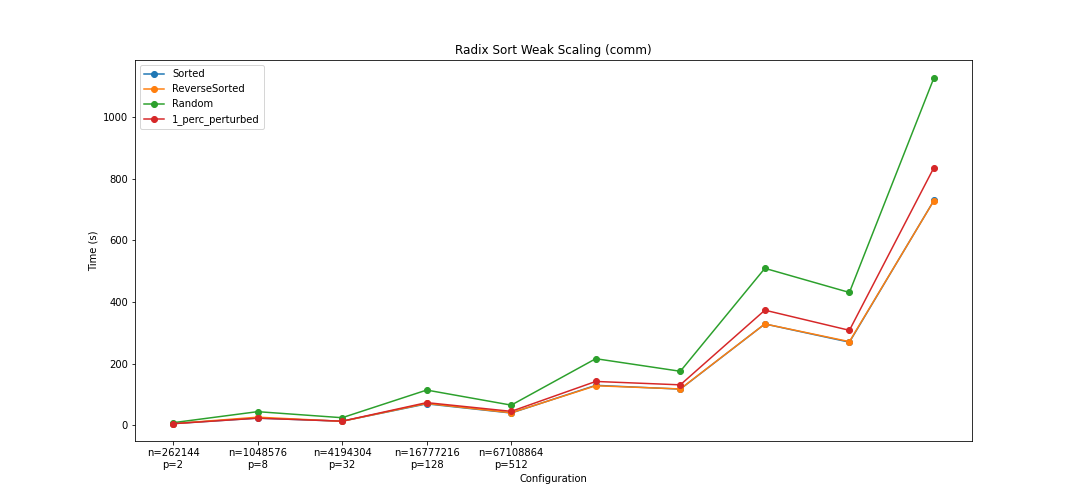 Radix Sort Weak Scaling (comm)
Sorted
ReverseSorted
Random
1_perc_perturbed
Time (s)
1000
800
600
400
200
0
n=262144 n=1048576 n=4194304 n=16777216 n=67108864
p=2 p=8 p=32 p=128 p=512
Configuration